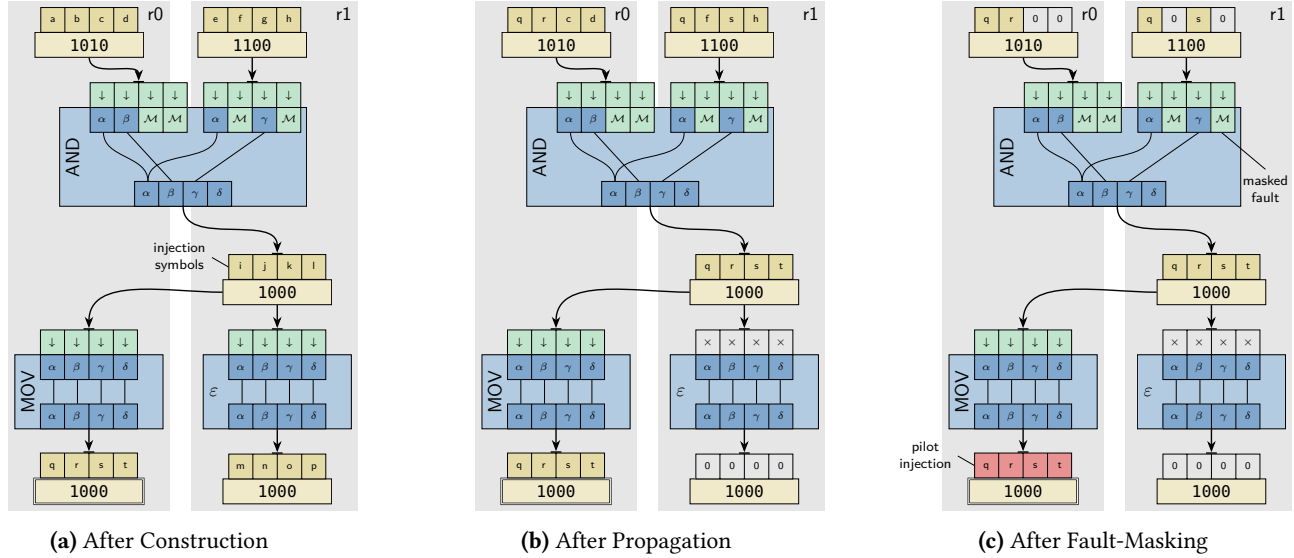 a b c d r0 e f g h r1
1010 1100
↓ ↓ ↓ ↓ ↓ ↓ ↓ ↓
α β ℳ ℳ α ℳ γ ℳ
AND
α β γ δ
injection
symbols
i j k l
1000
↓ ↓ ↓ ↓ ↓ ↓ ↓ ↓
MOV α β γ δ ε α β γ δ
α β γ δ α β γ δ
q r s t m n o p
1000 1000
(a) After Construction
q r c d r0 q f s h r1
1010 1100
↓ ↓ ↓ ↓ ↓ ↓ ↓ ↓
α β ℳ ℳ α ℳ γ ℳ
AND
α β γ δ
q r s t
1000
↓ ↓ ↓ ↓ × × × ×
MOV α β γ δ ε α β γ δ
α β γ δ α β γ δ
q r s t 0 0 0 0
1000 1000
(b) After Propagation
q r 0 0 r0 q 0 s 0 r1
1010 1100
↓ ↓ ↓ ↓ ↓ ↓ ↓ ↓
α β ℳ ℳ α ℳ γ ℳ
AND
masked
fault
α β γ δ
q r s t
1000
↓ ↓ ↓ ↓ × × × ×
MOV α β γ δ ε α β γ δ
α β γ δ α β γ δ
pilot
injection
q r s t 0 0 0 0
1000 1000
(c) After Fault-Masking